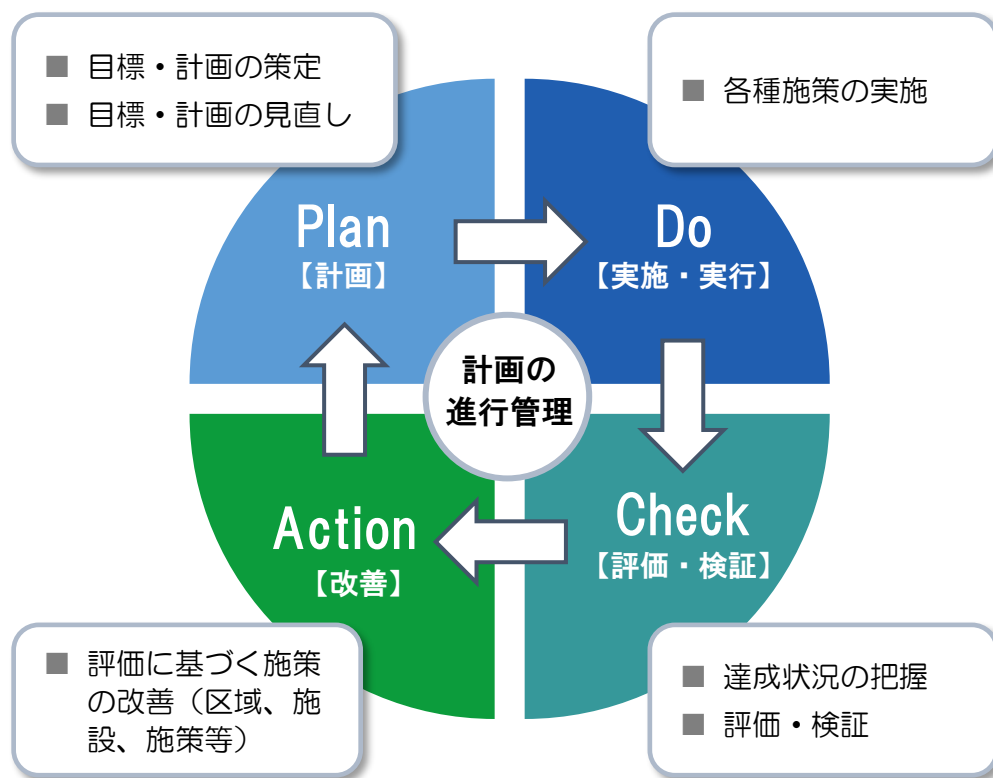 ■ 目標・計画の策定
■ 目標・計画の見直し
■ 各種施策の実施
Plan
【計画】
Do
【実施・実行】
計画の
進行管理
Action
【改善】
Check
【評価・検証】
■ 評価に基づく施策
の改善（区域、施
設、施策等）
■ 達成状況の把握
■ 評価・検証